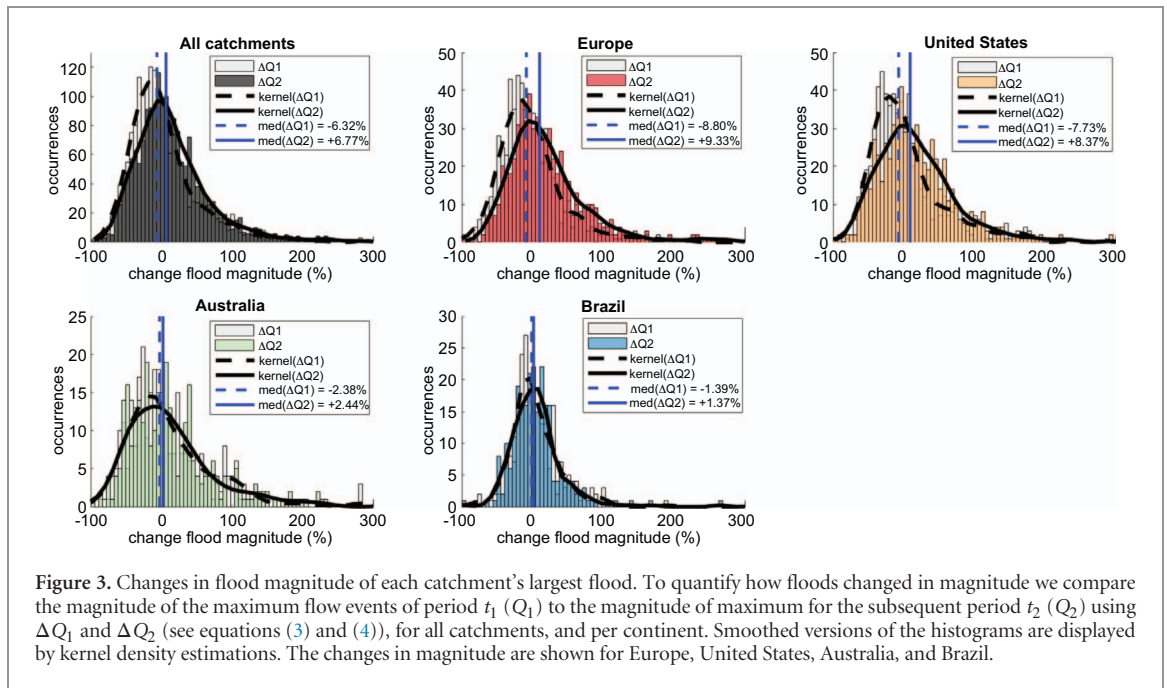 All catchments
120
100
80
60
40
20
0
occurrences
-100 0 100 200 300
change flood magnitude (%)
ΔQ1
ΔQ2
kernel(ΔQ1)
kernel(ΔQ2)
med(ΔQ1) = -6.32%
med(ΔQ2) = +6.77%
Europe
50
40
30
20
10
0
occurrences
-100 0 100 200 300
change flood magnitude (%)
ΔQ1
ΔQ2
kernel(ΔQ1)
kernel(ΔQ2)
med(ΔQ1) = -8.80%
med(ΔQ2) = +9.33%
United States
50
40
30
20
10
0
occurrences
-100 0 100 200 300
change flood magnitude (%)
ΔQ1
ΔQ2
kernel(ΔQ1)
kernel(ΔQ2)
med(ΔQ1) = -7.73%
med(ΔQ2) = +8.37%
Australia
25
20
15
10
5
0
occurrences
-100 0 100 200 300
change flood magnitude (%)
ΔQ1
ΔQ2
kernel(ΔQ1)
kernel(ΔQ2)
med(ΔQ1) = -2.38%
med(ΔQ2) = +2.44%
Brazil
30
25
20
15
10
5
0
occurrences
-100 0 100 200 300
change flood magnitude (%)
ΔQ1
ΔQ2
kernel(ΔQ1)
kernel(ΔQ2)
med(ΔQ1) = -1.39%
med(ΔQ2) = +1.37%
Figure 3. Changes in flood magnitude of each catchment's largest flood. To quantify how floods changed in magnitude we compare
the magnitude of the maximum flow events of period t₁ (Q₁) to the magnitude of maximum for the subsequent period t₂ (Q₂) using
ΔQ₁ and ΔQ₂ (see equations (3) and (4)), for all catchments, and per continent. Smoothed versions of the histograms are displayed
by kernel density estimations. The changes in magnitude are shown for Europe, United States, Australia, and Brazil.